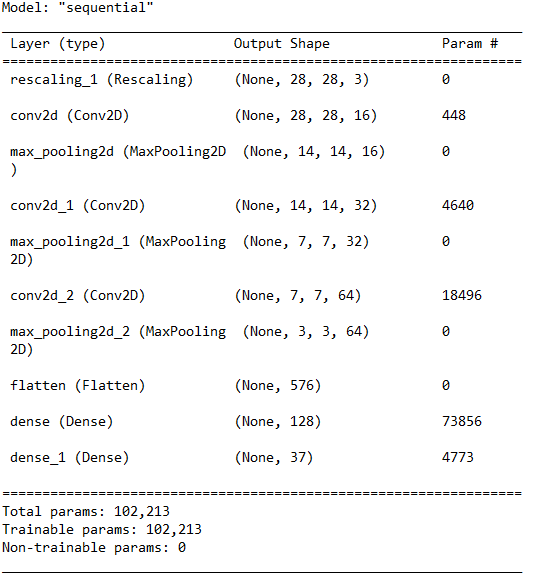 Model: "sequential"
Layer (type) Output Shape Param #
rescaling_1 (Rescaling) (None, 28, 28, 3) 0
conv2d (Conv2D) (None, 28, 28, 16) 448
max_pooling2d (MaxPooling2D (None, 14, 14, 16) 0
)
conv2d_1 (Conv2D) (None, 14, 14, 32) 4640
max_pooling2d_1 (MaxPooling (None, 7, 7, 32) 0
2D)
conv2d_2 (Conv2D) (None, 7, 7, 64) 18496
max_pooling2d_2 (MaxPooling (None, 3, 3, 64) 0
2D)
flatten (Flatten) (None, 576) 0
dense (Dense) (None, 128) 73856
dense_1 (Dense) (None, 37) 4773
Total params: 102,213
Trainable params: 102,213
Non-trainable params: 0